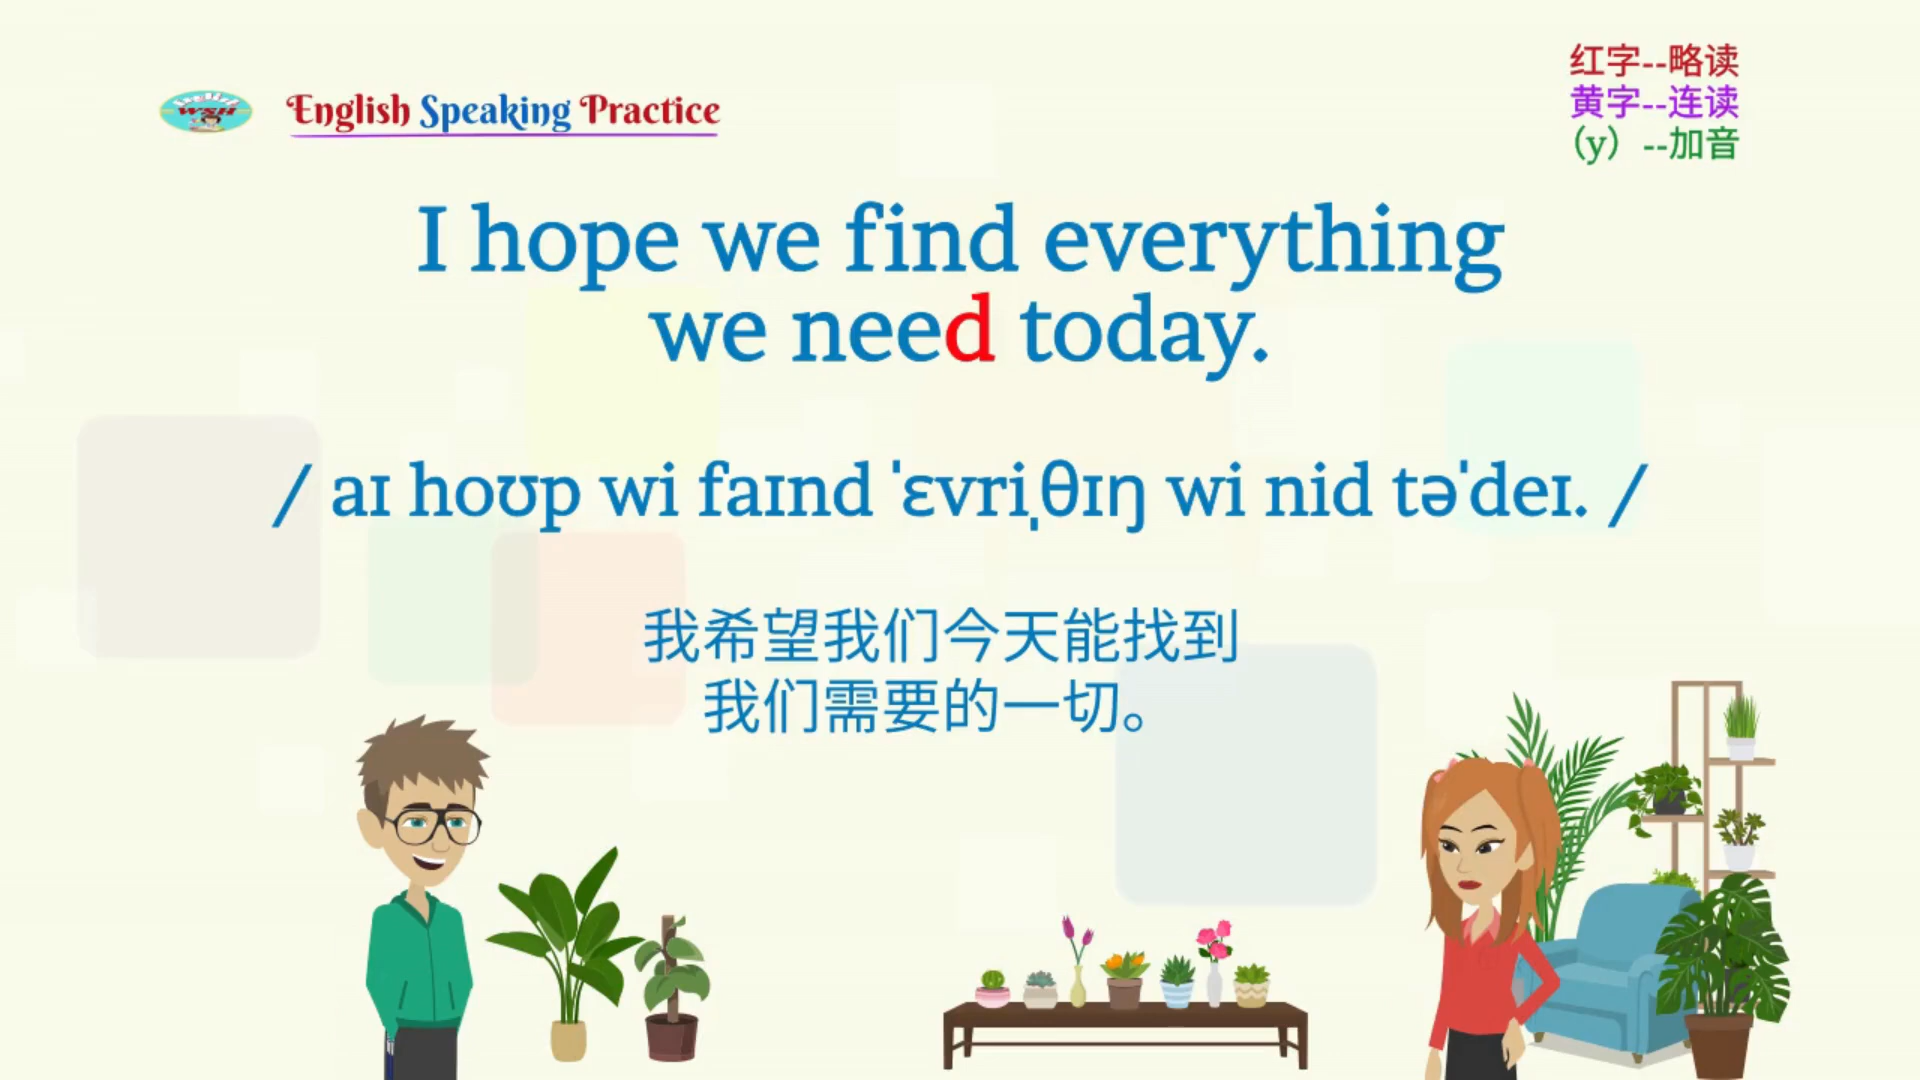 English Speaking Practice
红字--略读
黄字--连读
（y）--加音
I hope we find everything
we need today.
/ aɪ hoʊp wi faɪnd ˈɛvriˌθɪŋ wi nid təˈdeɪ. /
我希望我们今天能找到
我们需要的一切。